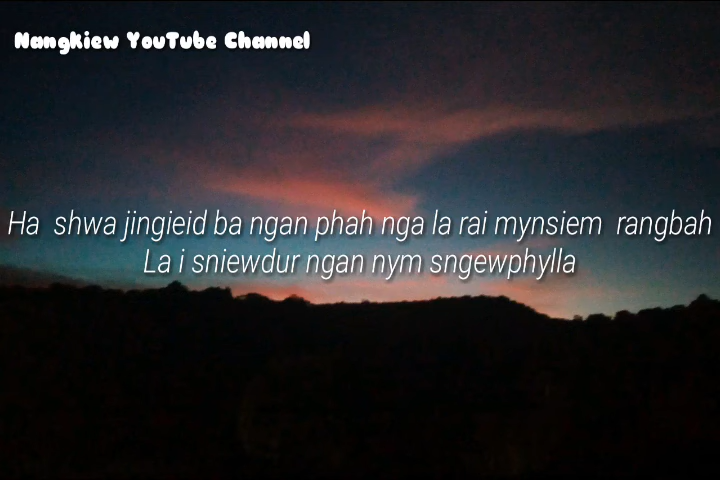 Nangkiew YouTube Channel
Ha shwa jingieid ba ngan phah nga la rai mynsiem rangbah
La i sniewdur ngan nym sngewphylla